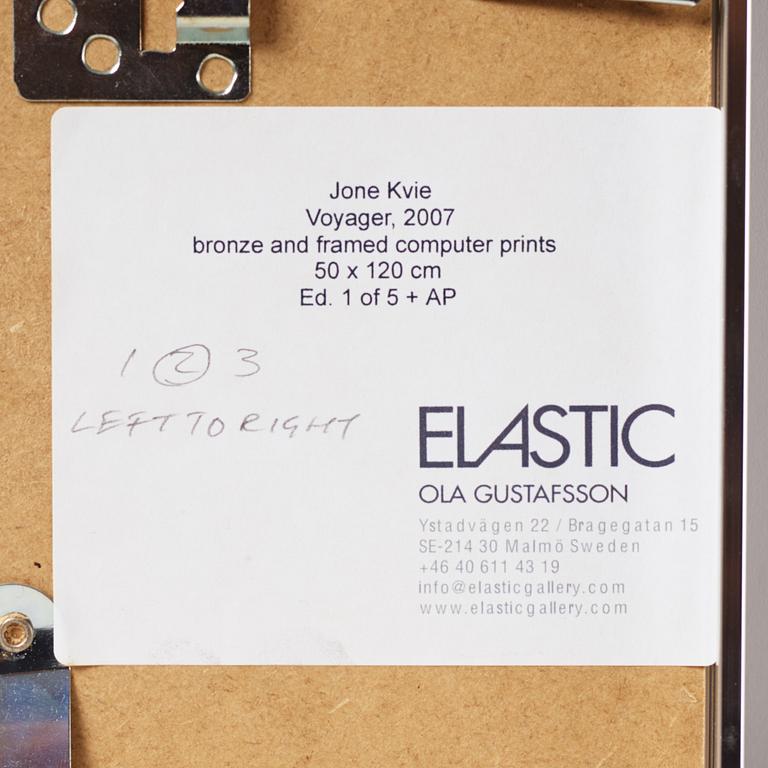 Jone Kvie
Voyager, 2007
bronze and framed computer prints
50 x 120 cm
Ed. 1 of 5 + AP
1 2 3
LEFT TO RIGHT
ELASTIC
OLA GUSTAFSSON
Ystadvägen 22 / Bragegatan 15
SE-214 30 Malmö Sweden
+46 40 611 43 19
info@elasticgallery.com
www.elasticgallery.com